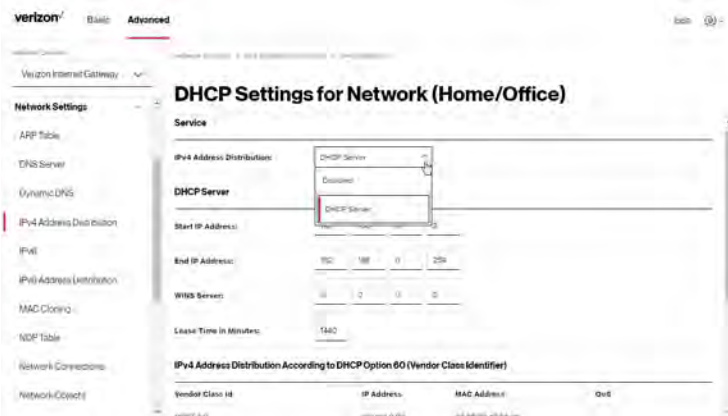 verizon✓ Basic Advanced
Verizon Internet Gateway
Network Settings
ARP Table
DNS Server
Dynamic DNS
IPv4 Address Distribution
IPv6
IPv6 Address Distribution
MAC Cloning
NDP Table
Network Connections
Network Objects
DHCP Settings for Network (Home/Office)
Service
IPv4 Address Distribution: DHCP Server
Disabled
DHCP Server
DHCP Server
Start IP Address:
End IP Address: 192 168 0 254
WINS Server: 0 0 0 0
Lease Time in Minutes: 1440
IPv4 Address Distribution According to DHCP Option 60 (Vendor Class Identifier)
Vendor Class Id IP Address MAC Address QoS